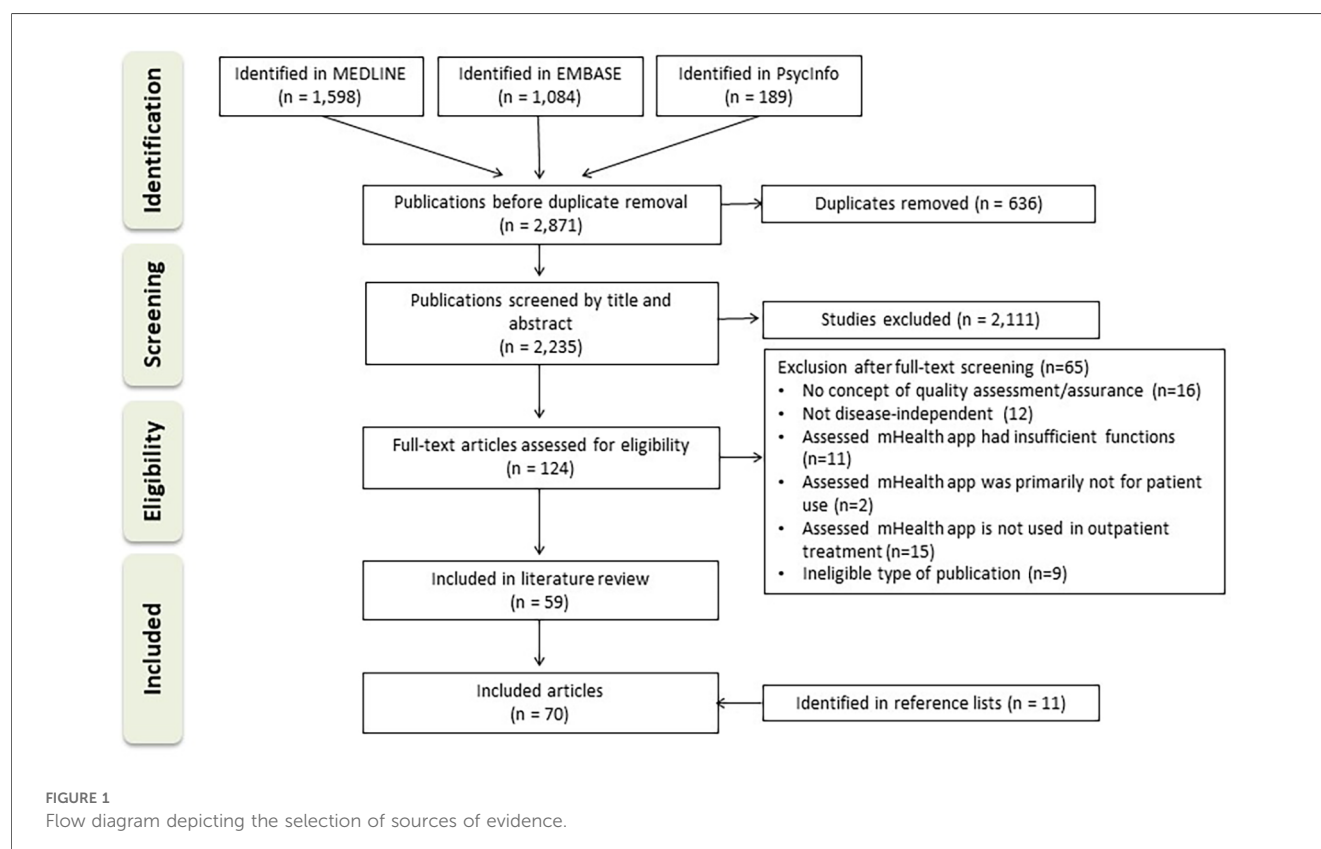 Identification
Identified in MEDLINE
(n = 1,598)
Identified in EMBASE
(n = 1,084)
Identified in PsycInfo
(n = 189)
Publications before duplicate removal
(n = 2,871)
Duplicates removed (n = 636)
Screening
Publications screened by title and
abstract
(n = 2,235)
Studies excluded (n = 2,111)
Eligibility
Full-text articles assessed for eligibility
(n = 124)
Exclusion after full-text screening (n=65)
• No concept of quality assessment/assurance (n=16)
• Not disease-independent (12)
• Assessed mHealth app had insufficient functions
(n=11)
• Assessed mHealth app was primarily not for patient
use (n=2)
• Assessed mHealth app is not used in outpatient
treatment (n=15)
• Ineligible type of publication (n=9)
Included
Included in literature review
(n = 59)
Included articles
(n = 70)
Identified in reference lists (n = 11)
FIGURE 1
Flow diagram depicting the selection of sources of evidence.